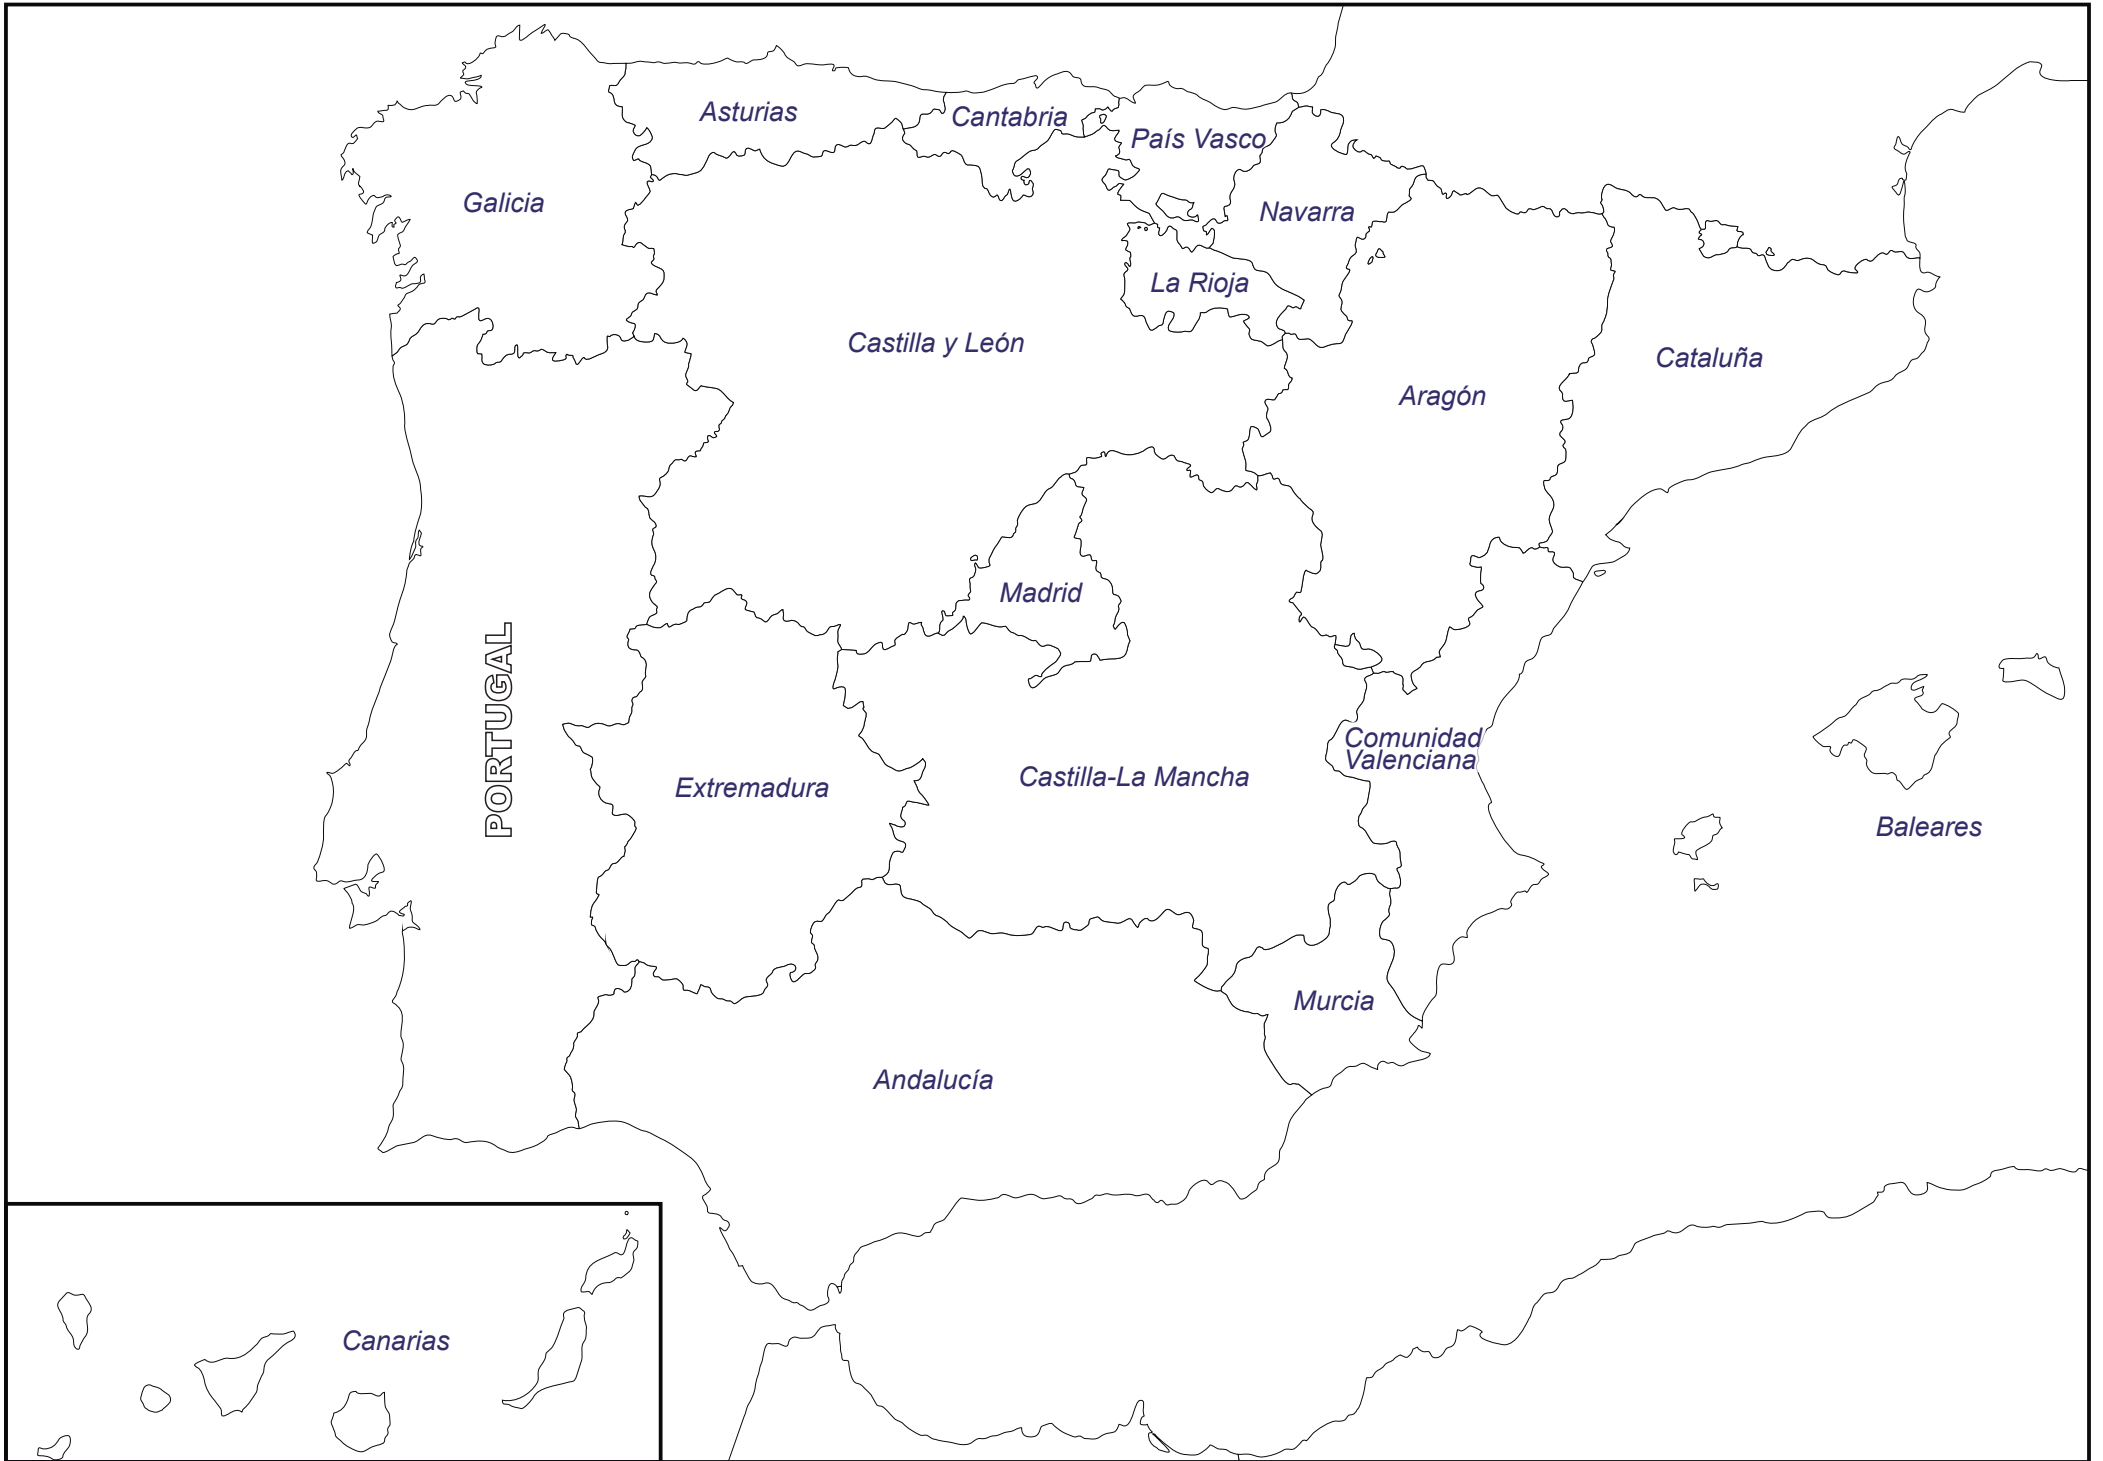 Asturias
Cantabria
País Vasco
Galicia
Navarra
La Rioja
Castilla y León
Cataluña
Aragón
Madrid
PORTUGAL
Comunidad
Valenciana
Extremadura
Castilla-La Mancha
Baleares
Murcia
Andalucía
Canarias